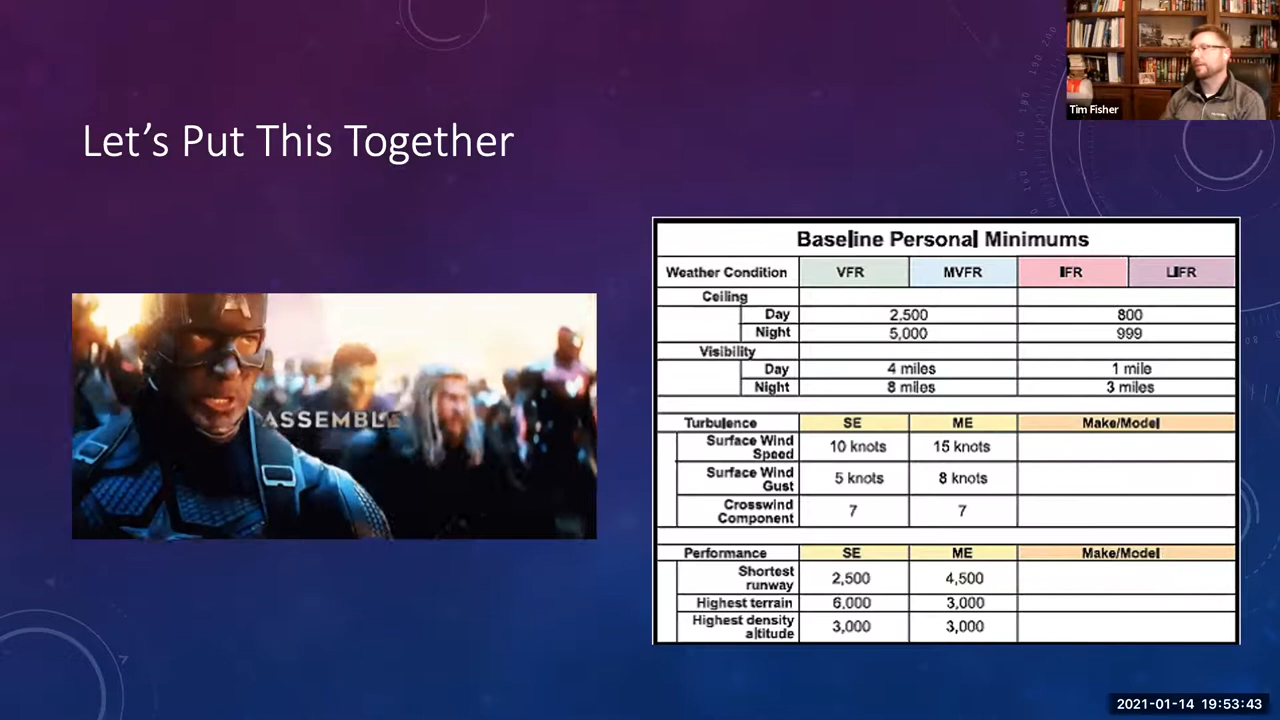 Tim Fisher
Let's Put This Together
ASSEMBLE
Baseline Personal Minimums
Weather Condition VFR MVFR IFR LIFR
Ceiling
Day 2,500 800
Night 5,000 999
Visibility
Day 4 miles 1 mile
Night 8 miles 3 miles
Turbulence SE ME Make/Model
Surface Wind
Speed 10 knots 15 knots
Surface Wind
Gust 5 knots 8 knots
Crosswind
Component 7 7
Performance SE ME Make/Model
Shortest
runway 2,500 4,500
Highest terrain 6,000 3,000
Highest density
altitude 3,000 3,000
2021-01-14 19:53:43